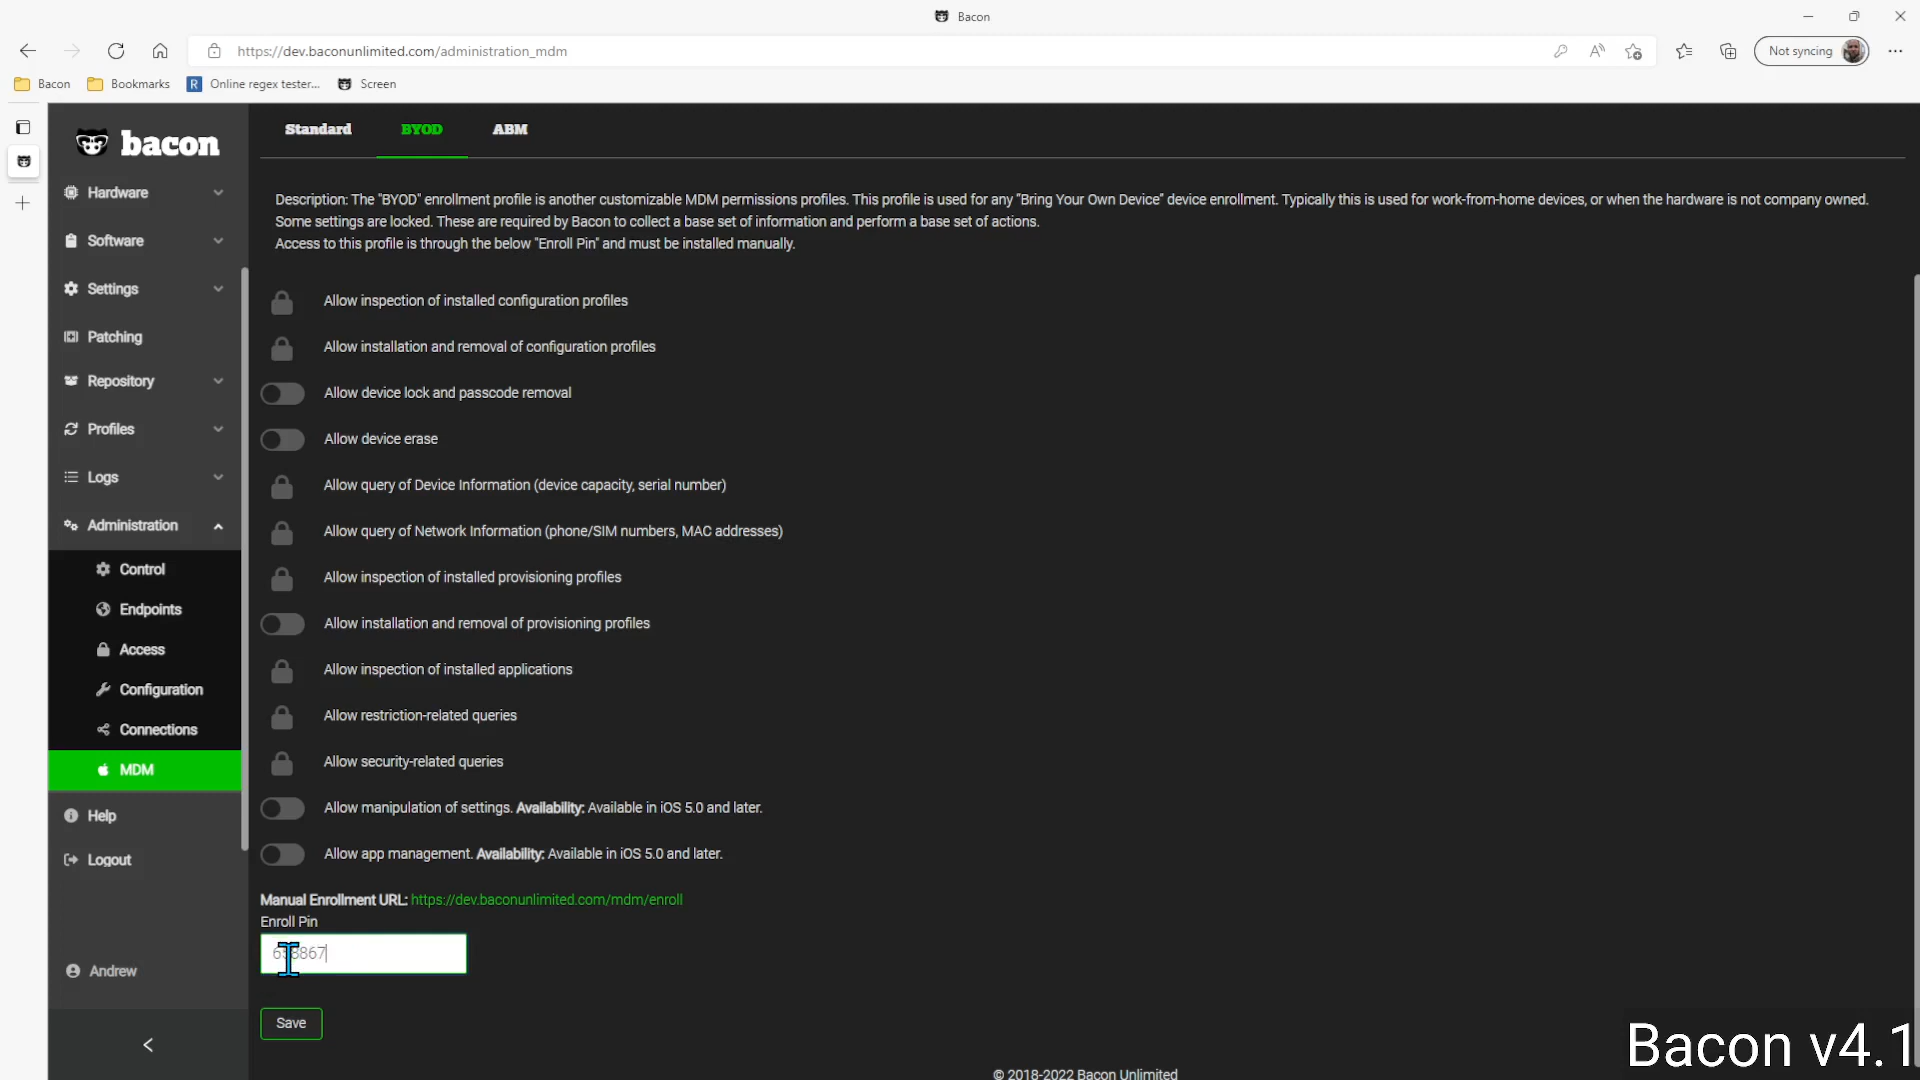 Bacon
https://dev.baconunlimited.com/administration_mdm
Not syncing
Bacon
Bookmarks
R Online regex tester...
Screen
bacon
Hardware
Software
Settings
Patching
Repository
Profiles
Logs
Administration
Control
Endpoints
Access
Configuration
Connections
MDM
Help
Logout
Andrew
Standard BYOD ABM
Description: The "BYOD" enrollment profile is another customizable MDM permissions profiles. This profile is used for any "Bring Your Own Device" device enrollment. Typically this is used for work-from-home devices, or when the hardware is not company owned.
Some settings are locked. These are required by Bacon to collect a base set of information and perform a base set of actions.
Access to this profile is through the below "Enroll Pin" and must be installed manually.
Allow inspection of installed configuration profiles
Allow installation and removal of configuration profiles
Allow device lock and passcode removal
Allow device erase
Allow query of Device Information (device capacity, serial number)
Allow query of Network Information (phone/SIM numbers, MAC addresses)
Allow inspection of installed provisioning profiles
Allow installation and removal of provisioning profiles
Allow inspection of installed applications
Allow restriction-related queries
Allow security-related queries
Allow manipulation of settings. Availability: Available in iOS 5.0 and later.
Allow app management. Availability: Available in iOS 5.0 and later.
Manual Enrollment URL: https://dev.baconunlimited.com/mdm/enroll
Enroll Pin
Save
Bacon v4.1
© 2018-2022 Bacon Unlimited